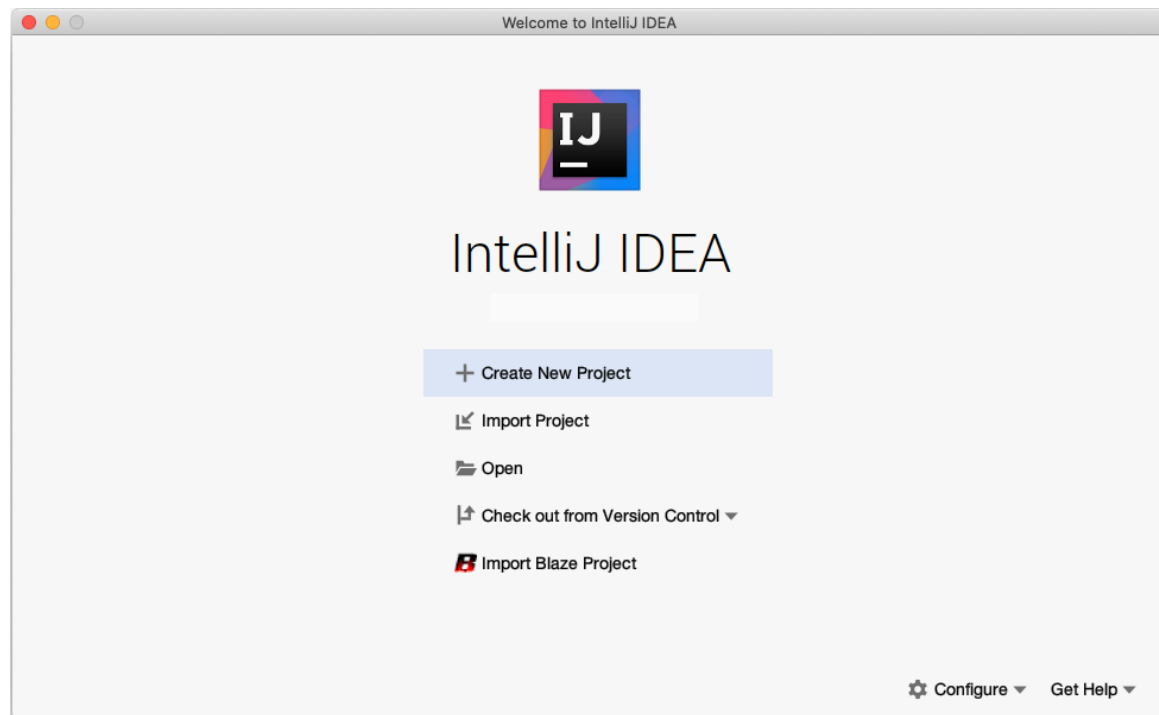 Welcome to IntelliJ IDEA
IJ
IntelliJ IDEA
Create New Project
Import Project
Open
Check out from Version Control
Import Blaze Project
Configure Get Help